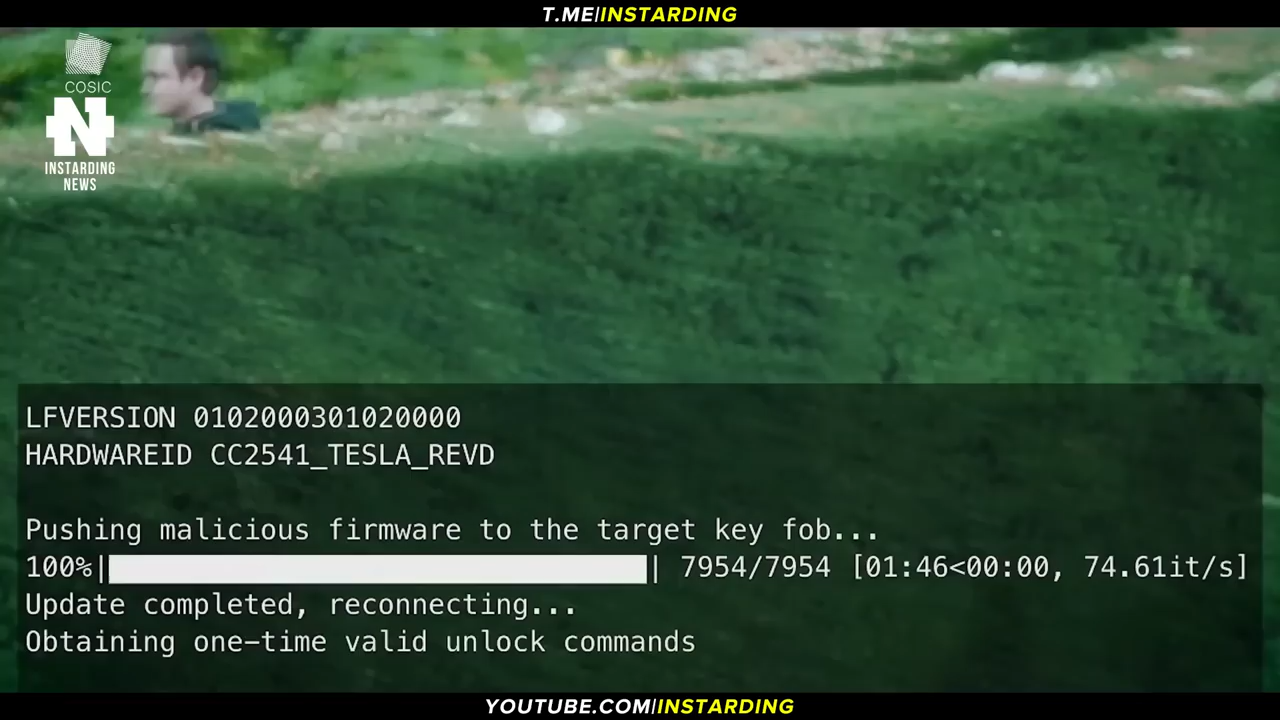 T.ME|INSTARDING
COSIC
N
INSTARDING
NEWS
LFVERSION 0102000301020000
HARDWAREID CC2541_TESLA_REVD
Pushing malicious firmware to the target key fob...
100%| | 7954/7954 [01:46<00:00, 74.61it/s]
Update completed, reconnecting...
Obtaining one-time valid unlock commands
YOUTUBE.COM|INSTARDING